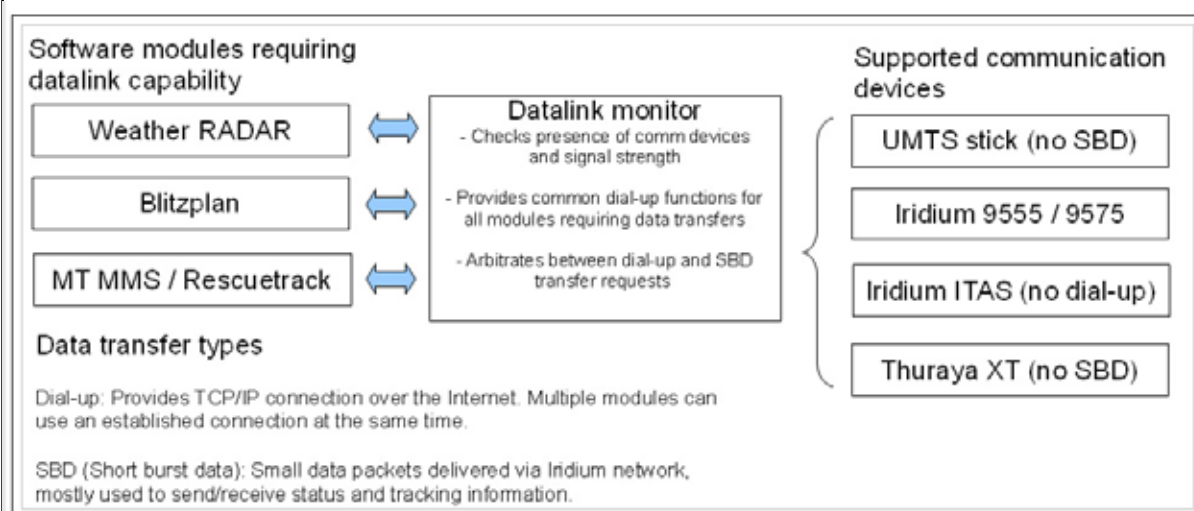 Software modules requiring
datalink capability
Weather RADAR
Blitzplan
MT MMS / Rescuetrack
Datalink monitor
- Checks presence of comm devices
and signal strength
- Provides common dial-up functions for
all modules requiring data transfers
- Arbitrates between dial-up and SBD
transfer requests
Supported communication
devices
UMTS stick (no SBD)
Iridium 9555 / 9575
Iridium ITAS (no dial-up)
Thuraya XT (no SBD)
Data transfer types
Dial-up: Provides TCP/IP connection over the Internet. Multiple modules can
use an established connection at the same time.
SBD (Short burst data): Small data packets delivered via Iridium network,
mostly used to send/receive status and tracking information.